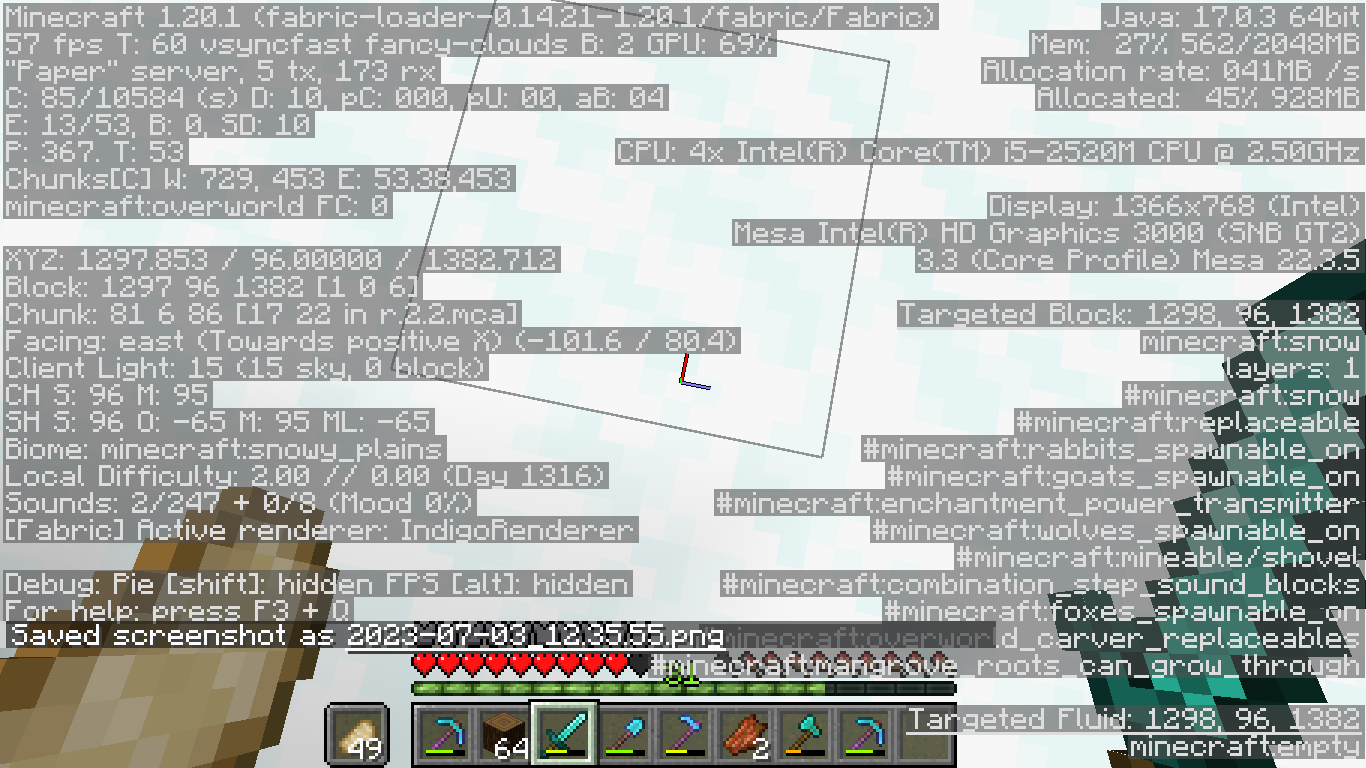 Minecraft 1.20.1 (fabric-loader-0.14.21-1.20.1/fabric/Fabric)
57 fps T: 60 vsyncfast fancy-clouds B: 2 GPU: 69%
"Paper" server, 5 tx, 173 rx
C: 85/10584 (s) D: 10, pC: 000, pU: 00, aB: 04
E: 13/53, B: 0, SD: 10
P: 367. T: 53
Chunks[C] W: 729, 453 E: 53,38,453
minecraft:overworld FC: 0
XYZ: 1297.853 / 96.00000 / 1382.712
Block: 1297 96 1382 [1 0 6]
Chunk: 81 6 86 [17 22 in r.2.2.mca]
Facing: east (Towards positive X) (-101.6 / 80.4)
Client Light: 15 (15 sky, 0 block)
CH S: 96 M: 95
SH S: 96 O: -65 M: 95 ML: -65
Biome: minecraft:snowy_plains
Local Difficulty: 2.00 // 0.00 (Day 1316)
Sounds: 2/247 + 0/8 (Mood 0%)
[Fabric] Active renderer: IndigoRenderer
Debug: Pie [shift]: hidden FPS [alt]: hidden
For help: press F3 + Q
Saved screenshot as 2023-07-03_12.35.55.png
Java: 17.0.3 64bit
Mem: 27% 562/2048MB
Allocation rate: 041MB /s
Allocated: 45% 928MB
CPU: 4x Intel(R) Core(TM) i5-2520M CPU @ 2.50GHz
Display: 1366x768 (Intel)
Mesa Intel(R) HD Graphics 3000 (SNB GT2)
3.3 (Core Profile) Mesa 22.3.5
Targeted Block: 1298, 96, 1382
minecraft:snow
layers: 1
#minecraft:snow
#minecraft:replaceable
#minecraft:rabbits_spawnable_on
#minecraft:goats_spawnable_on
#minecraft:enchantment_power_transmitter
#minecraft:wolves_spawnable_on
#minecraft:mineable/shovel
#minecraft:combination_step_sound_blocks
#minecraft:foxes_spawnable_on
#minecraft:overworld_carver_replaceables
#minecraft:mangrove_roots_can_grow_through
Targeted Fluid: 1298, 96, 1382
minecraft:empty
49
64
2